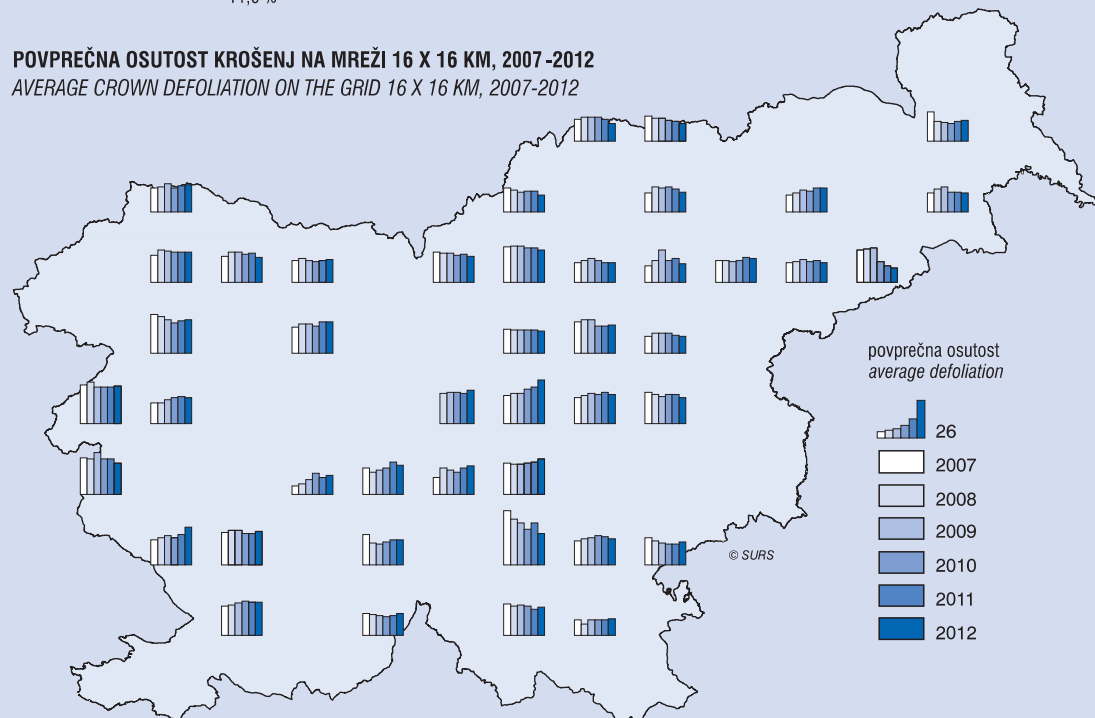 POVPREČNA OSUTOST KROŠENJ NA MREŽI 16 X 16 KM, 2007-2012
AVERAGE CROWN DEFOLIATION ON THE GRID 16 X 16 KM, 2007-2012
povprečna osutost
average defoliation
26
2007
2008
2009
2010
2011
2012
© SURS